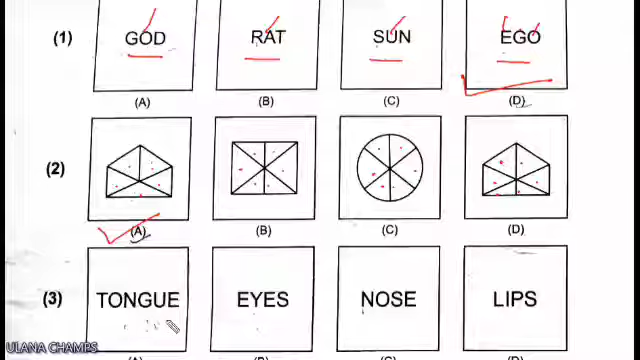 (1) GOD RAT SUN EGO
(A) (B) (C) (D)
(2)
(A) (B) (C) (D)
(3) TONGUE EYES NOSE LIPS
ULANA CHAMPS
(A) (B) (C) (D)